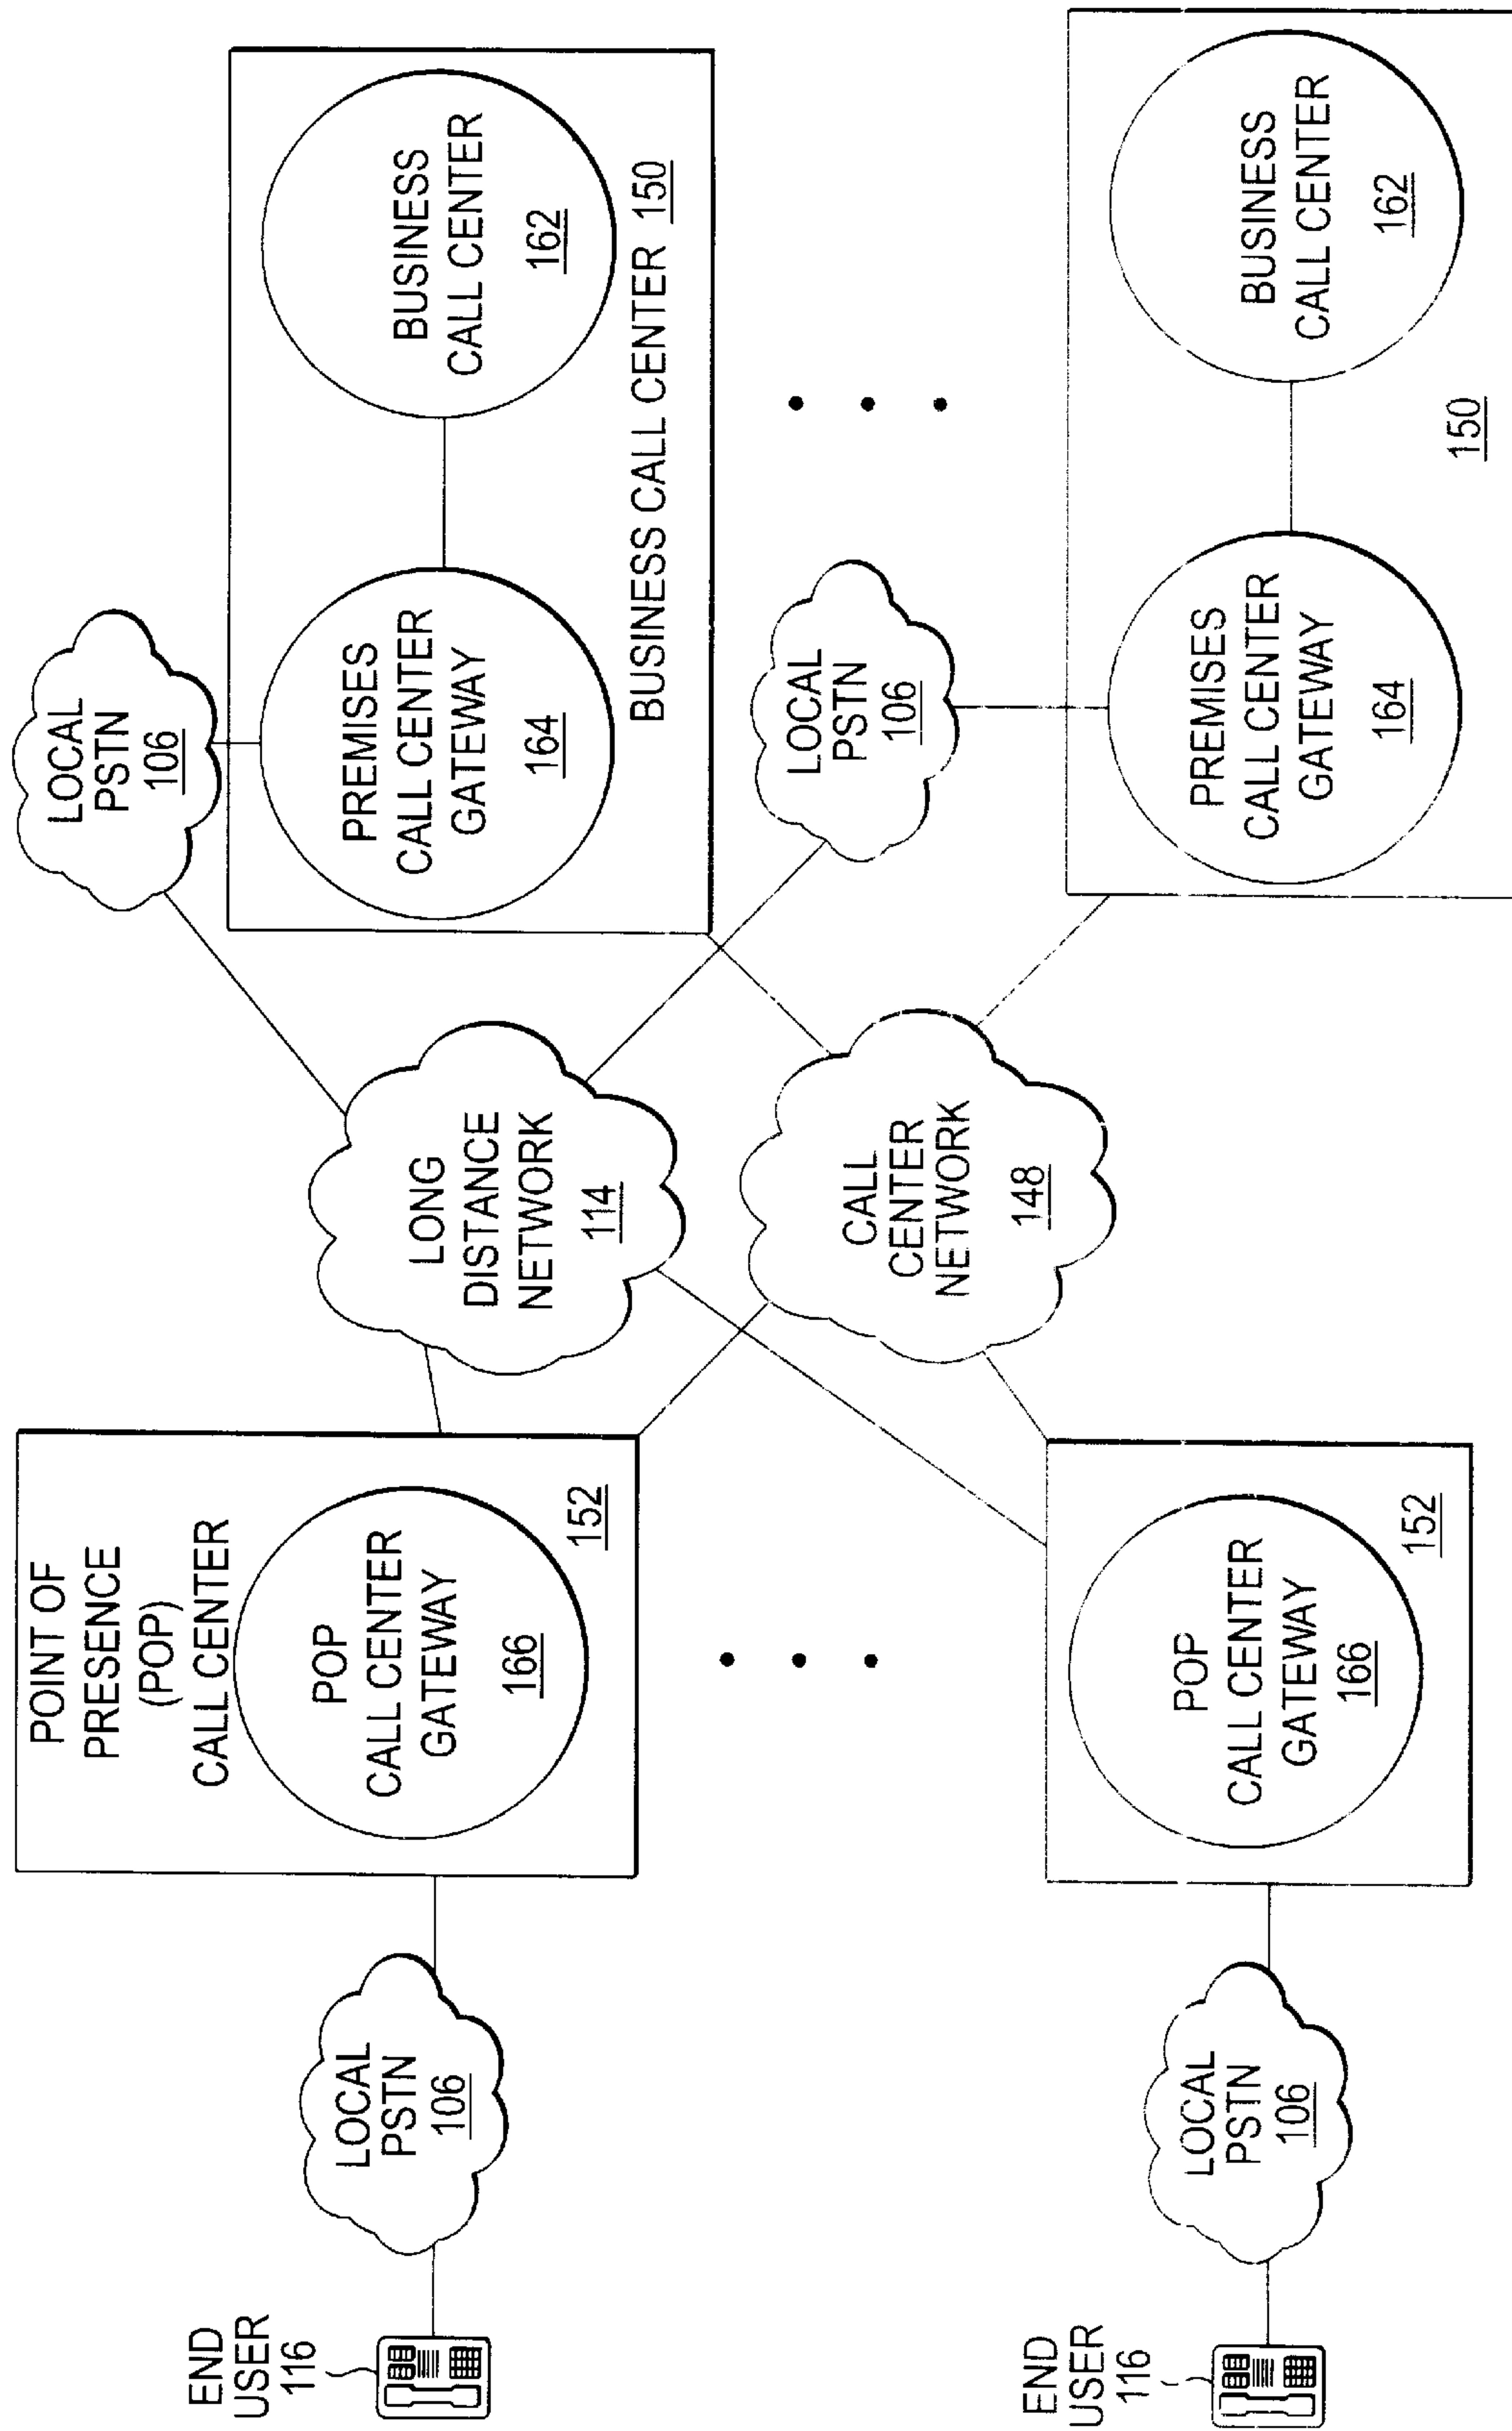 END
USER
116
LOCAL
PSTN
106
POINT OF
PRESENCE
(POP)
CALL CENTER
POP
CALL CENTER
GATEWAY
166
152
LONG
DISTANCE
NETWORK
114
LOCAL
PSTN
106
PREMISES
CALL CENTER
GATEWAY
164
BUSINESS
CALL CENTER
162
BUSINESS CALL CENTER 150
CALL
CENTER
NETWORK
148
LOCAL
PSTN
106
END
USER
116
LOCAL
PSTN
106
POP
CALL CENTER
GATEWAY
166
152
PREMISES
CALL CENTER
GATEWAY
164
BUSINESS
CALL CENTER
162
150